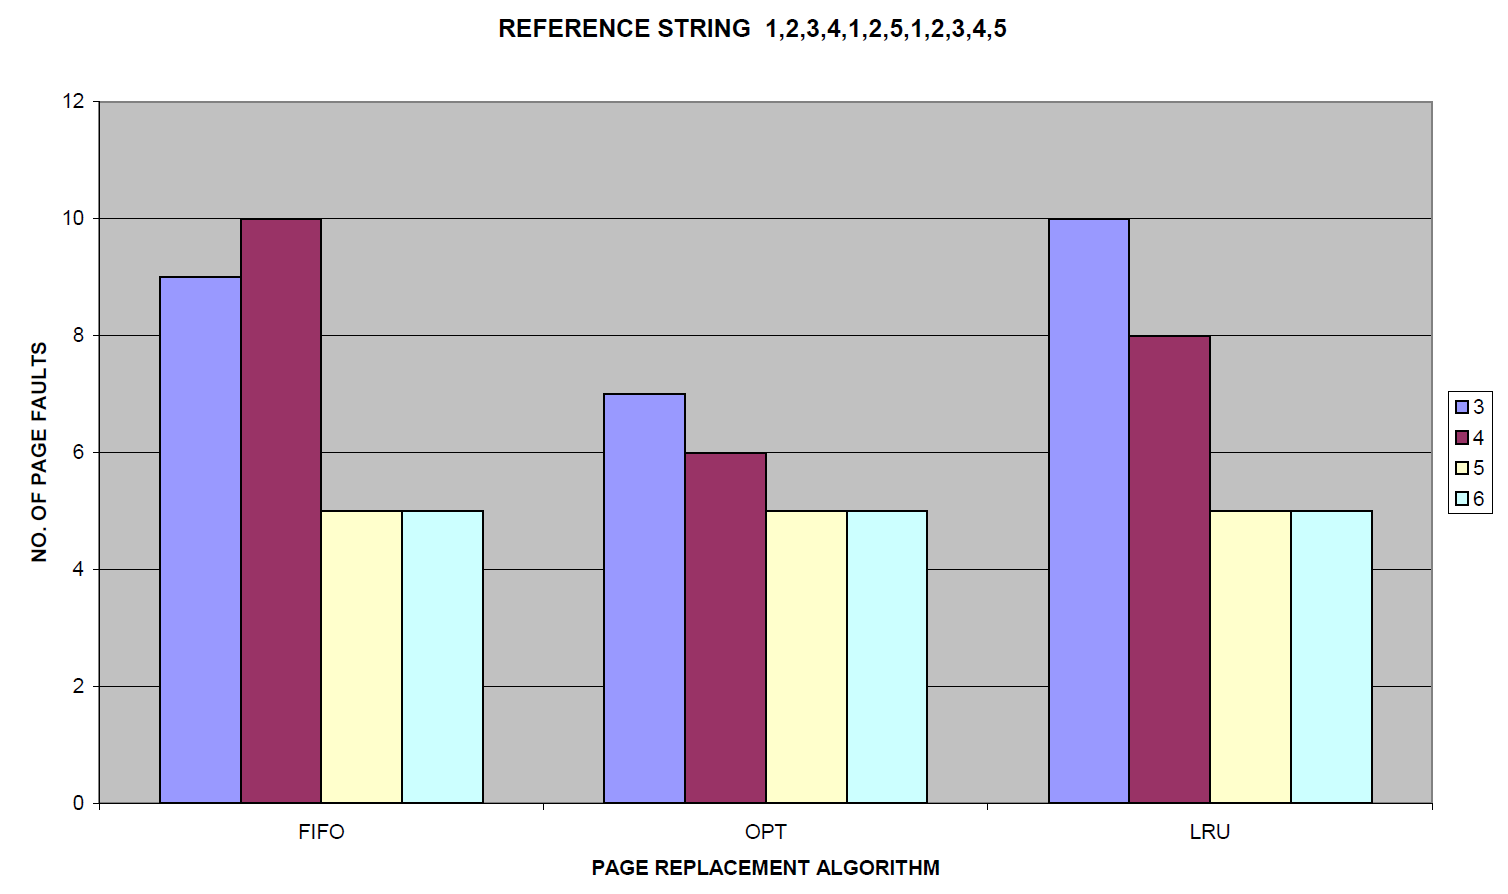 REFERENCE STRING 1,2,3,4,1,2,5,1,2,3,4,5
12
10
8
6
4
2
0
NO. OF PAGE FAULTS
FIFO
OPT
LRU
PAGE REPLACEMENT ALGORITHM
3
4
5
6